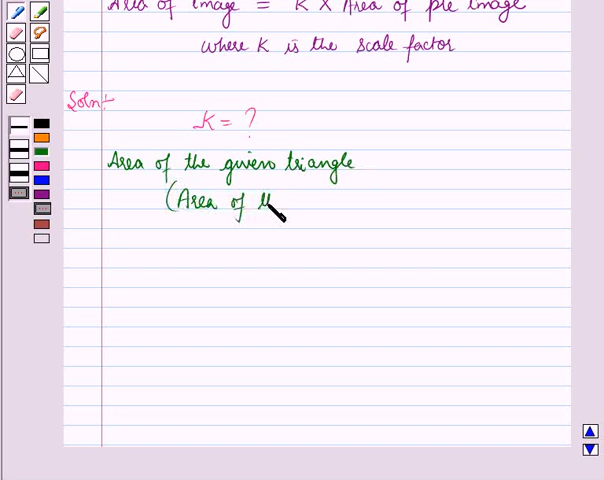 Area of image = K × Area of pre image
where K is the scale factor
Soln:-
K = ?
Area of the given triangle
(Area of